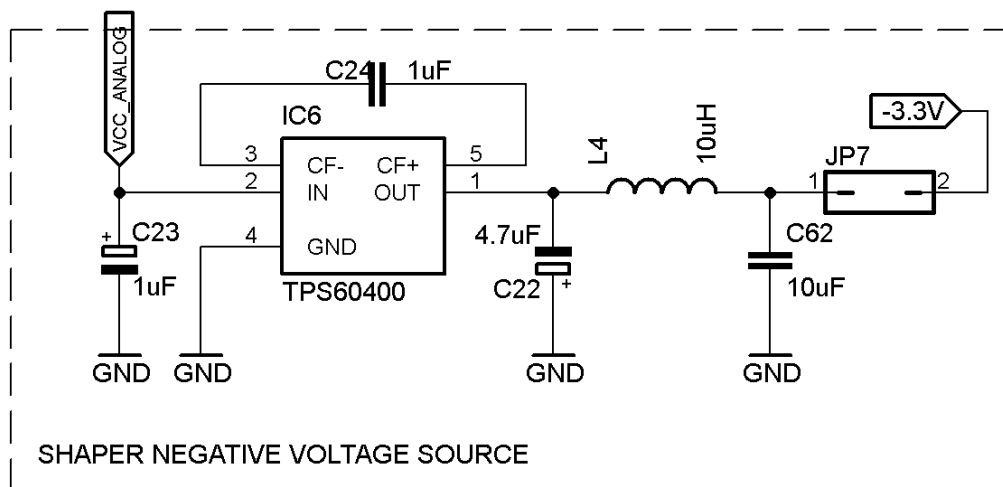 VCC_ANALOG
C24 1uF
IC6
3 CF- CF+ 5
2 IN OUT 1
4 GND
TPS60400
+ C23
1uF
GND
GND
4.7uF
C22 +
GND
L4 10uH
C62
10uF
GND
-3.3V
JP7
1 2
SHAPER NEGATIVE VOLTAGE SOURCE